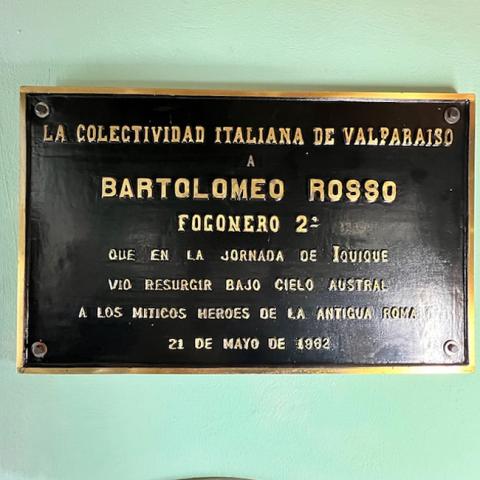 LA COLECTIVIDAD ITALIANA DE VALPARAISO
A
BARTOLOMEO ROSSO
FOGONERO 2º
QUE EN LA JORNADA DE IQUIQUE
VIO RESURGIR BAJO CIELO AUSTRAL
A LOS MITICOS HEROES DE LA ANTIGUA ROMA
21 DE MAYO DE 1962